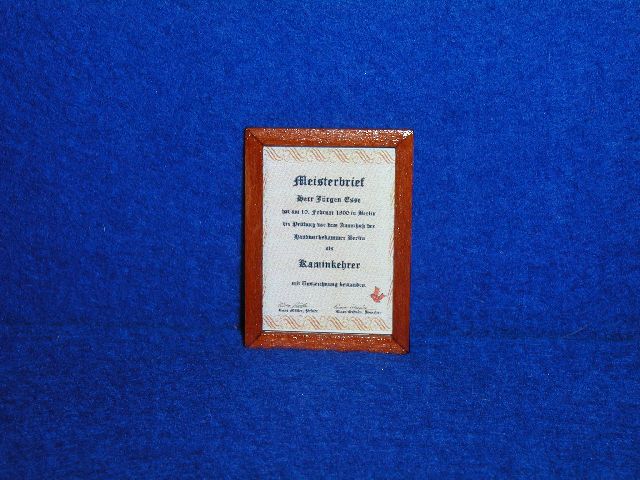 Meisterbrief
Herr Jürgen Esse
hat am 10. Februar 1800 in Berlin
die Prüfung vor dem Ausschuß der
Handwerkskammer Berlin
als
Kaminkehrer
mit Auszeichnung bestanden